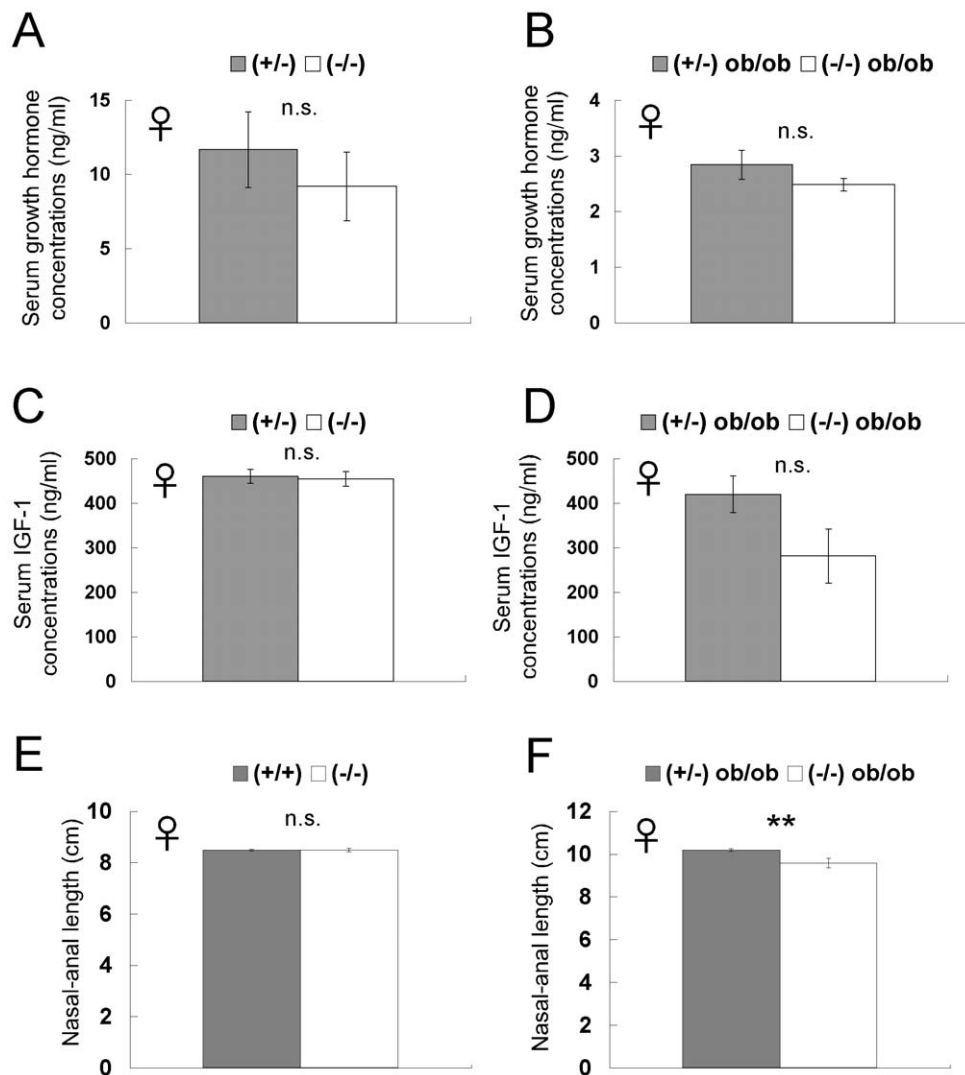 A
(+/-) (-/-)
Serum growth hormone
concentrations (ng/ml)
15
10
5
0
♀
n.s.
B
(+/-) ob/ob (-/-) ob/ob
Serum growth hormone
concentrations (ng/ml)
4
3
2
1
0
♀
n.s.
C
(+/-) (-/-)
Serum IGF-1
concentrations (ng/ml)
500
400
300
200
100
0
♀
n.s.
D
(+/-) ob/ob (-/-) ob/ob
Serum IGF-1
concentrations (ng/ml)
500
400
300
200
100
0
♀
n.s.
E
(+/+) (-/-)
Nasal-anal length (cm)
10
8
6
4
2
0
♀
n.s.
F
(+/-) ob/ob (-/-) ob/ob
Nasal-anal length (cm)
12
10
8
6
4
2
0
♀
**